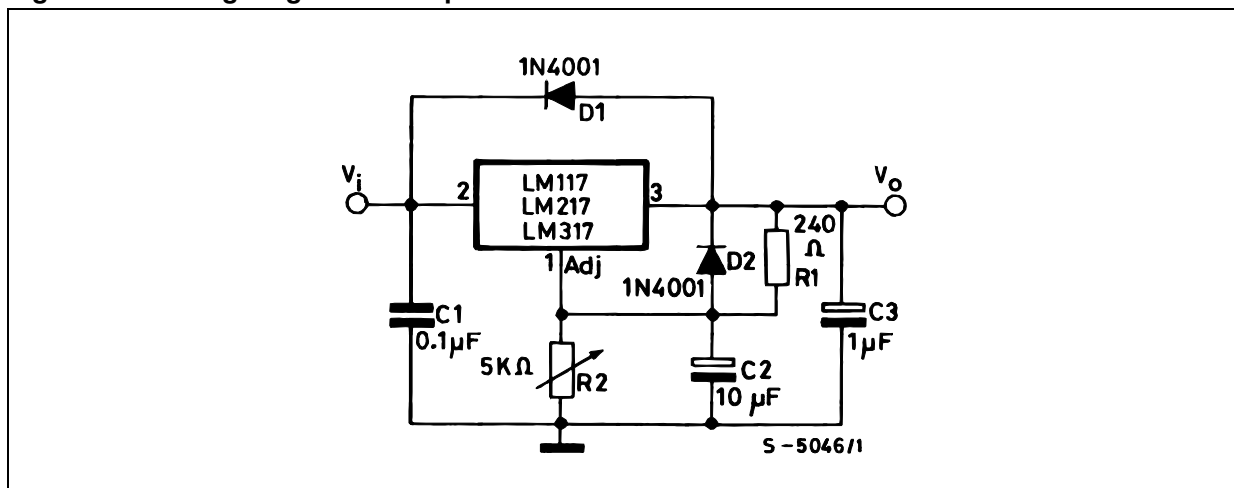 1N4001
D1
Vi
2
LM117
LM217
LM317
3
Vo
1 Adj
1N4001
D2
240
Ω
R1
C1
0.1µF
5KΩ
R2
C2
10 µF
C3
1µF
S-5046/1